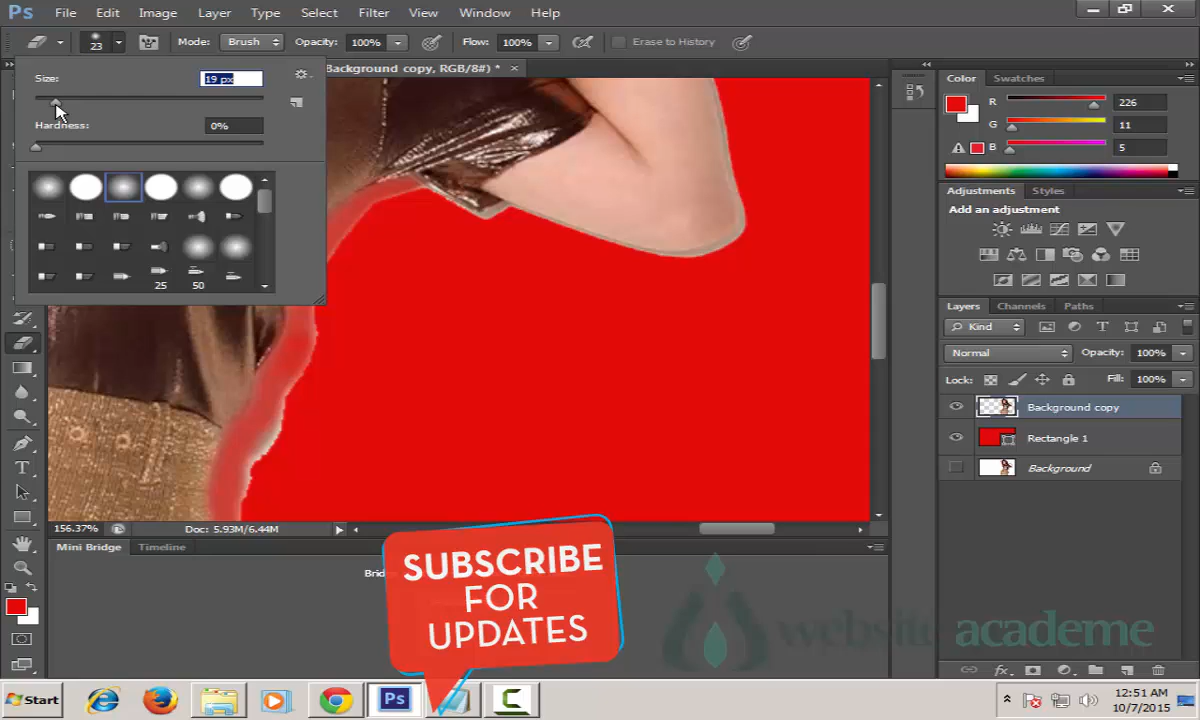 Ps File Edit Image Layer Type Select Filter View Window Help
23 Mode: Brush Opacity: 100% Flow: 100% Erase to History
Background copy, RGB/8#) * ×
Size: 19 px
Hardness: 0%
25 50
Color Swatches
R 226
G 11
B 5
Adjustments Styles
Add an adjustment
Layers Channels Paths
Kind
Normal Opacity: 100%
Lock: Fill: 100%
Background copy
Rectangle 1
Background
156.37% Doc: 5.93M/6.44M
Mini Bridge Timeline
SUBSCRIBE
FOR
UPDATES
website academe
Start
Ps
12:51 AM
10/7/2015